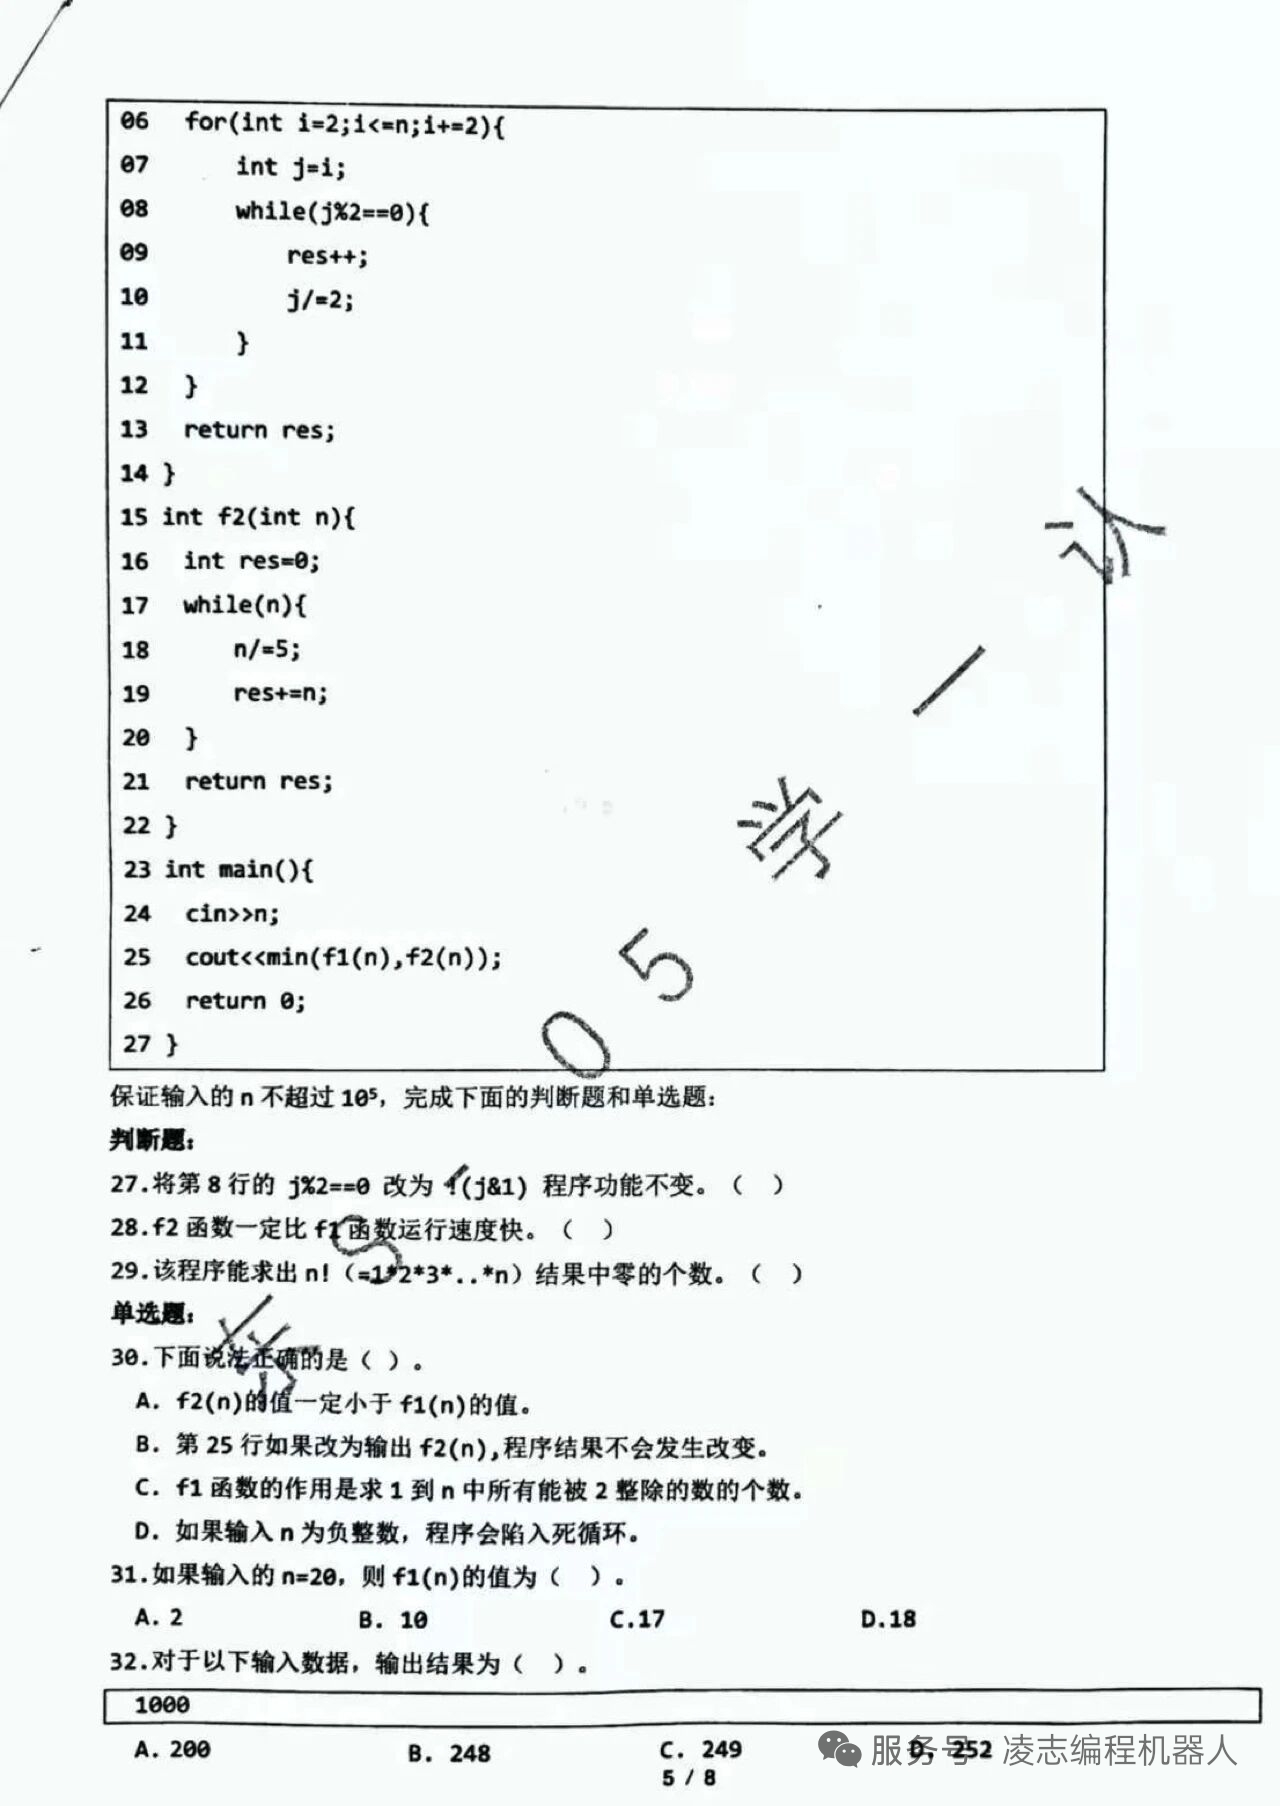 06 for(int i=2;i<=n;i+=2){
07 int j=i;
08 while(j%2==0){
09 res++;
10 j/=2;
11 }
12 }
13 return res;
14 }
15 int f2(int n){
16 int res=0;
17 while(n){
18 n/=5;
19 res+=n;
20 }
21 return res;
22 }
23 int main(){
24 cin>>n;
25 cout<<min(f1(n),f2(n));
26 return 0;
27 }
保证输入的 n 不超过 10⁵，完成下面的判断题和单选题：
判断题：
27.将第 8 行的 j%2==0 改为 !(j&1) 程序功能不变。（ ）
28.f2 函数一定比 f1 函数运行速度快。（ ）
29.该程序能求出 n!（=1*2*3*..*n）结果中零的个数。（ ）
单选题：
30.下面说法正确的是（ ）。
A. f2(n)的值一定小于 f1(n)的值。
B. 第 25 行如果改为输出 f2(n),程序结果不会发生改变。
C. f1 函数的作用是求 1 到 n 中所有能被 2 整除的数的个数。
D. 如果输入 n 为负整数，程序会陷入死循环。
31.如果输入的 n=20，则 f1(n)的值为（ ）。
A. 2 B. 10 C.17 D.18
32.对于以下输入数据，输出结果为（ ）。
1000
A. 200 B. 248 C. 249 D. 252
5 / 8
服务号 凌志编程机器人
S
05学一次